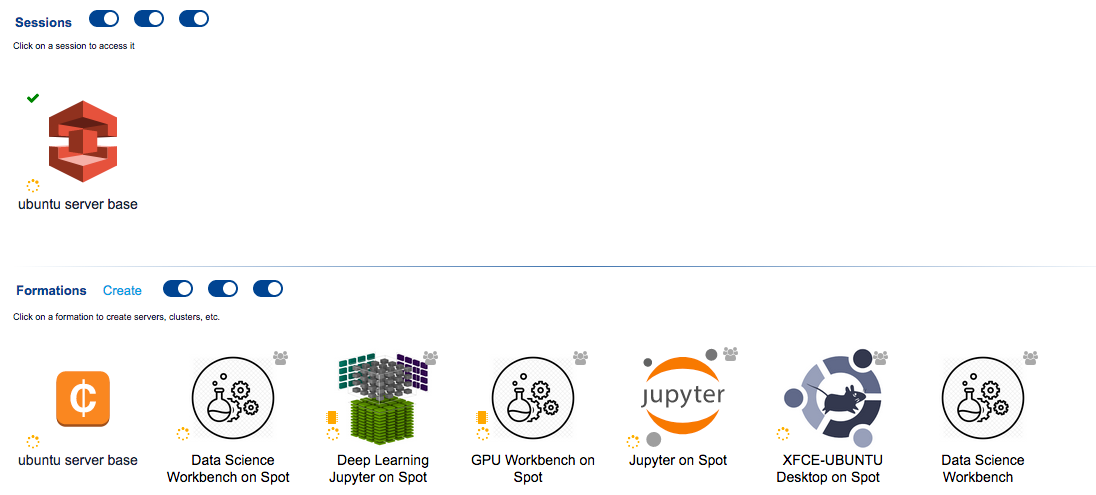 Sessions
Click on a session to access it
ubuntu server base
Formations Create
Click on a formation to create servers, clusters, etc.
¢
jupyter
ubuntu server base
Data Science
Workbench on Spot
Deep Learning
Jupyter on Spot
GPU Workbench on
Spot
Jupyter on Spot
XFCE-UBUNTU
Desktop on Spot
Data Science
Workbench